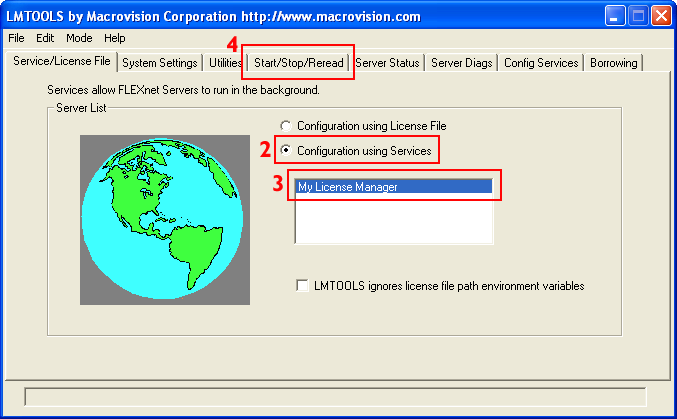 LMTOOLS by Macrovision Corporation http://www.macrovision.com
File Edit Mode Help
4
Service/License File System Settings Utilities Start/Stop/Reread Server Status Server Diags Config Services Borrowing
Services allow FLEXnet Servers to run in the background.
Server List
Configuration using License File
2 Configuration using Services
3 My License Manager
LMTOOLS ignores license file path environment variables